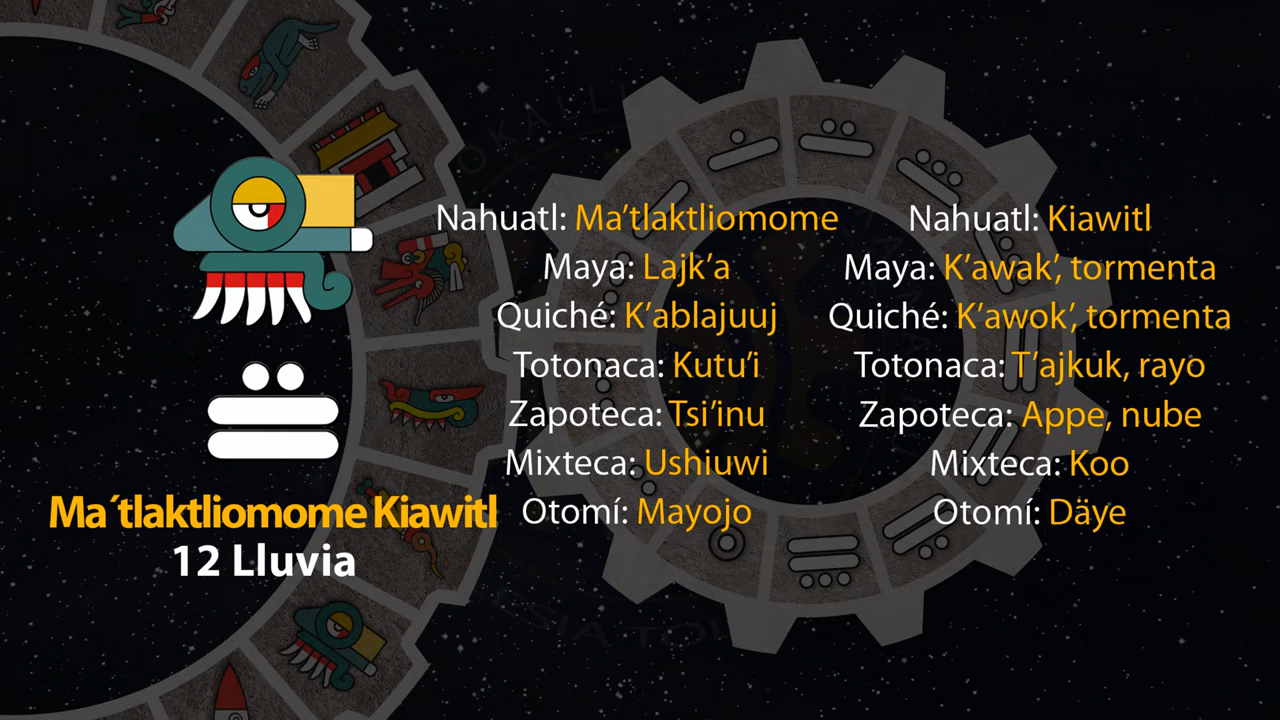 Nahuatl: Ma’tlaktliomome
Maya: Lajk’a
Quiché: K’ablajuuj
Totonaca: Kutu’i
Zapoteca: Tsi’inu
Mixteca: Ushiuwi
Otomí: Mayojo
Nahuatl: Kiawitl
Maya: K’awak’, tormenta
Quiché: K’awok’, tormenta
Totonaca: T’ajkuk, rayo
Zapoteca: Appe, nube
Mixteca: Koo
Otomí: Däye
Ma´tlaktliomome Kiawitl
12 Lluvia